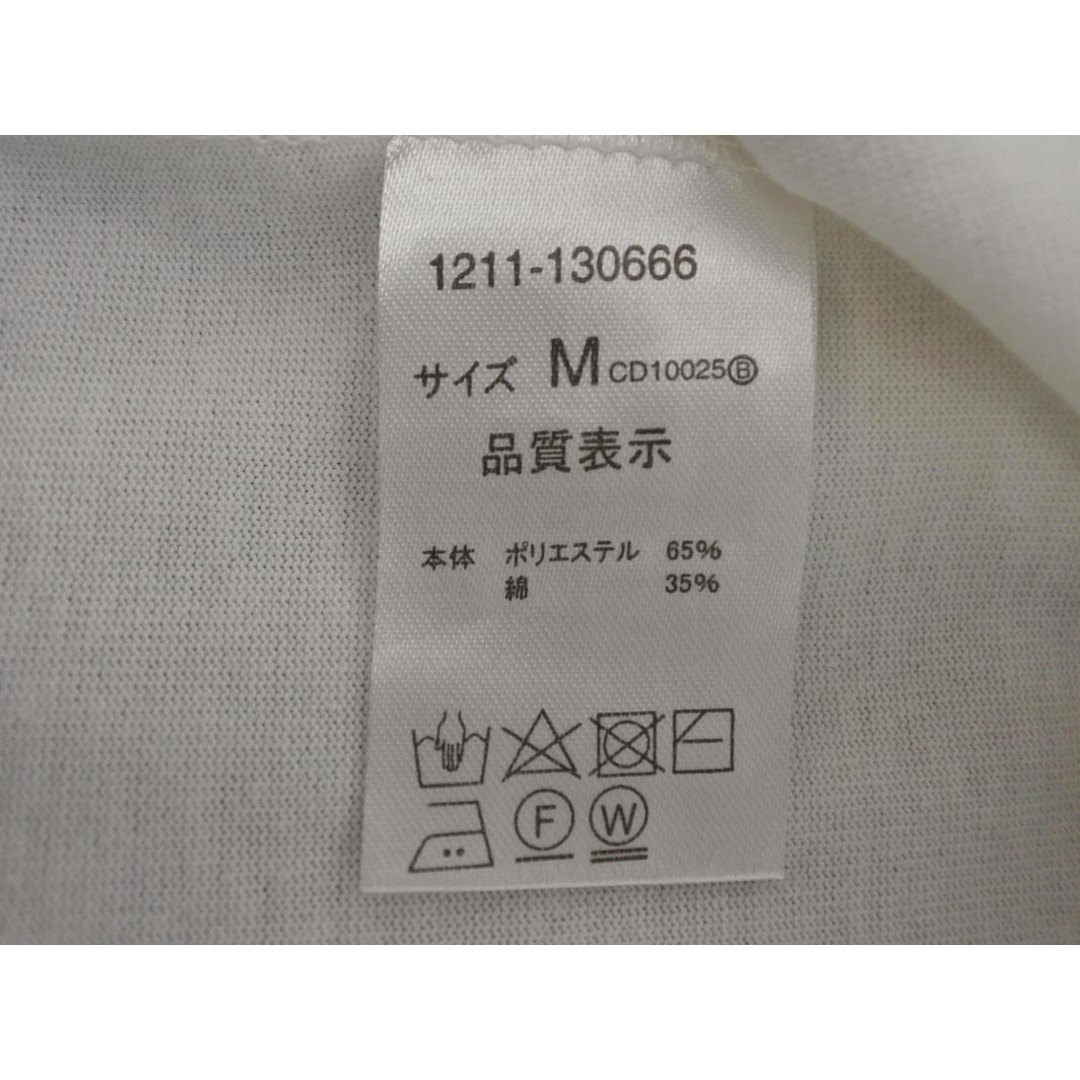 1211-130666
サイズ M CD10025Ⓑ
品質表示
本体 ポリエステル 65%
綿 35%
Ⓕ Ⓦ